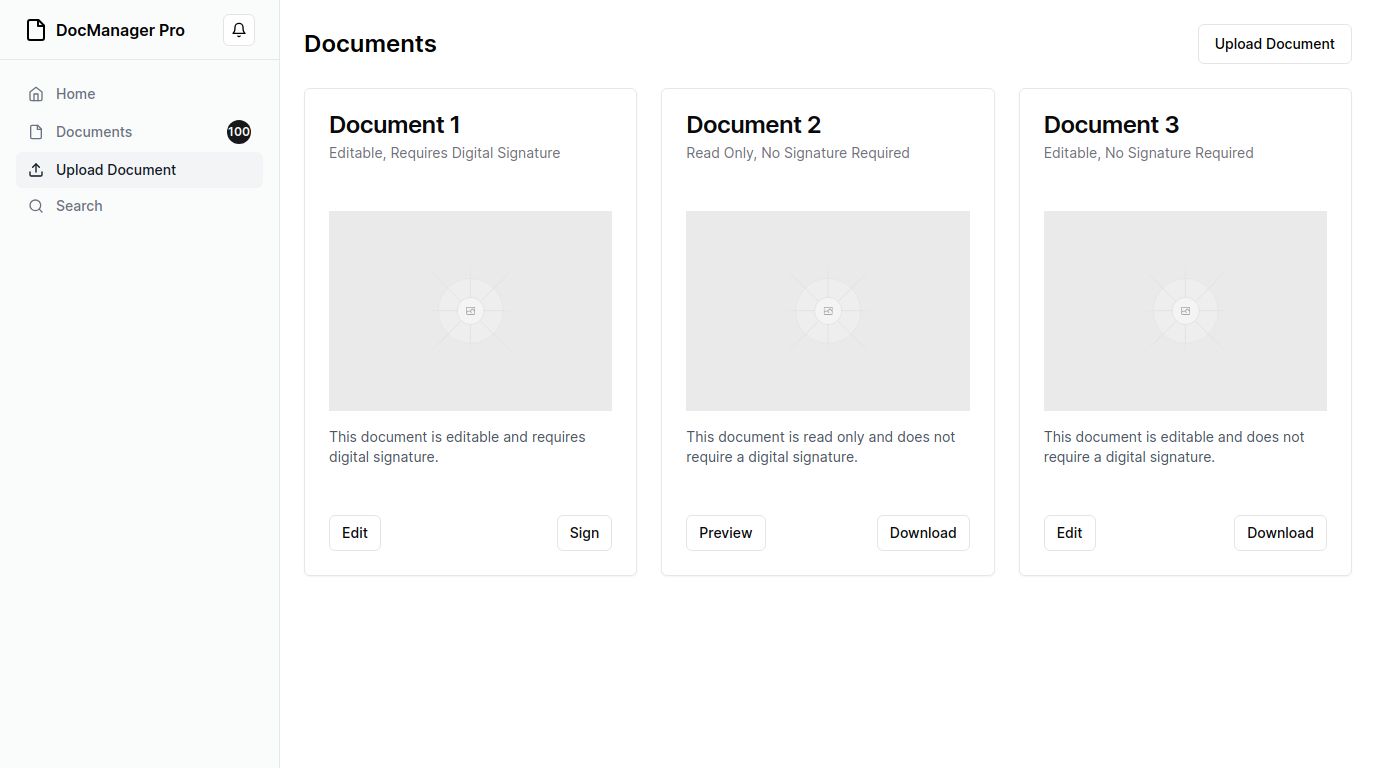 DocManager Pro
Home
Documents
100
Upload Document
Search
Documents
Upload Document
Document 1
Editable, Requires Digital Signature
This document is editable and requires
digital signature.
Edit
Sign
Document 2
Read Only, No Signature Required
This document is read only and does not
require a digital signature.
Preview
Download
Document 3
Editable, No Signature Required
This document is editable and does not
require a digital signature.
Edit
Download